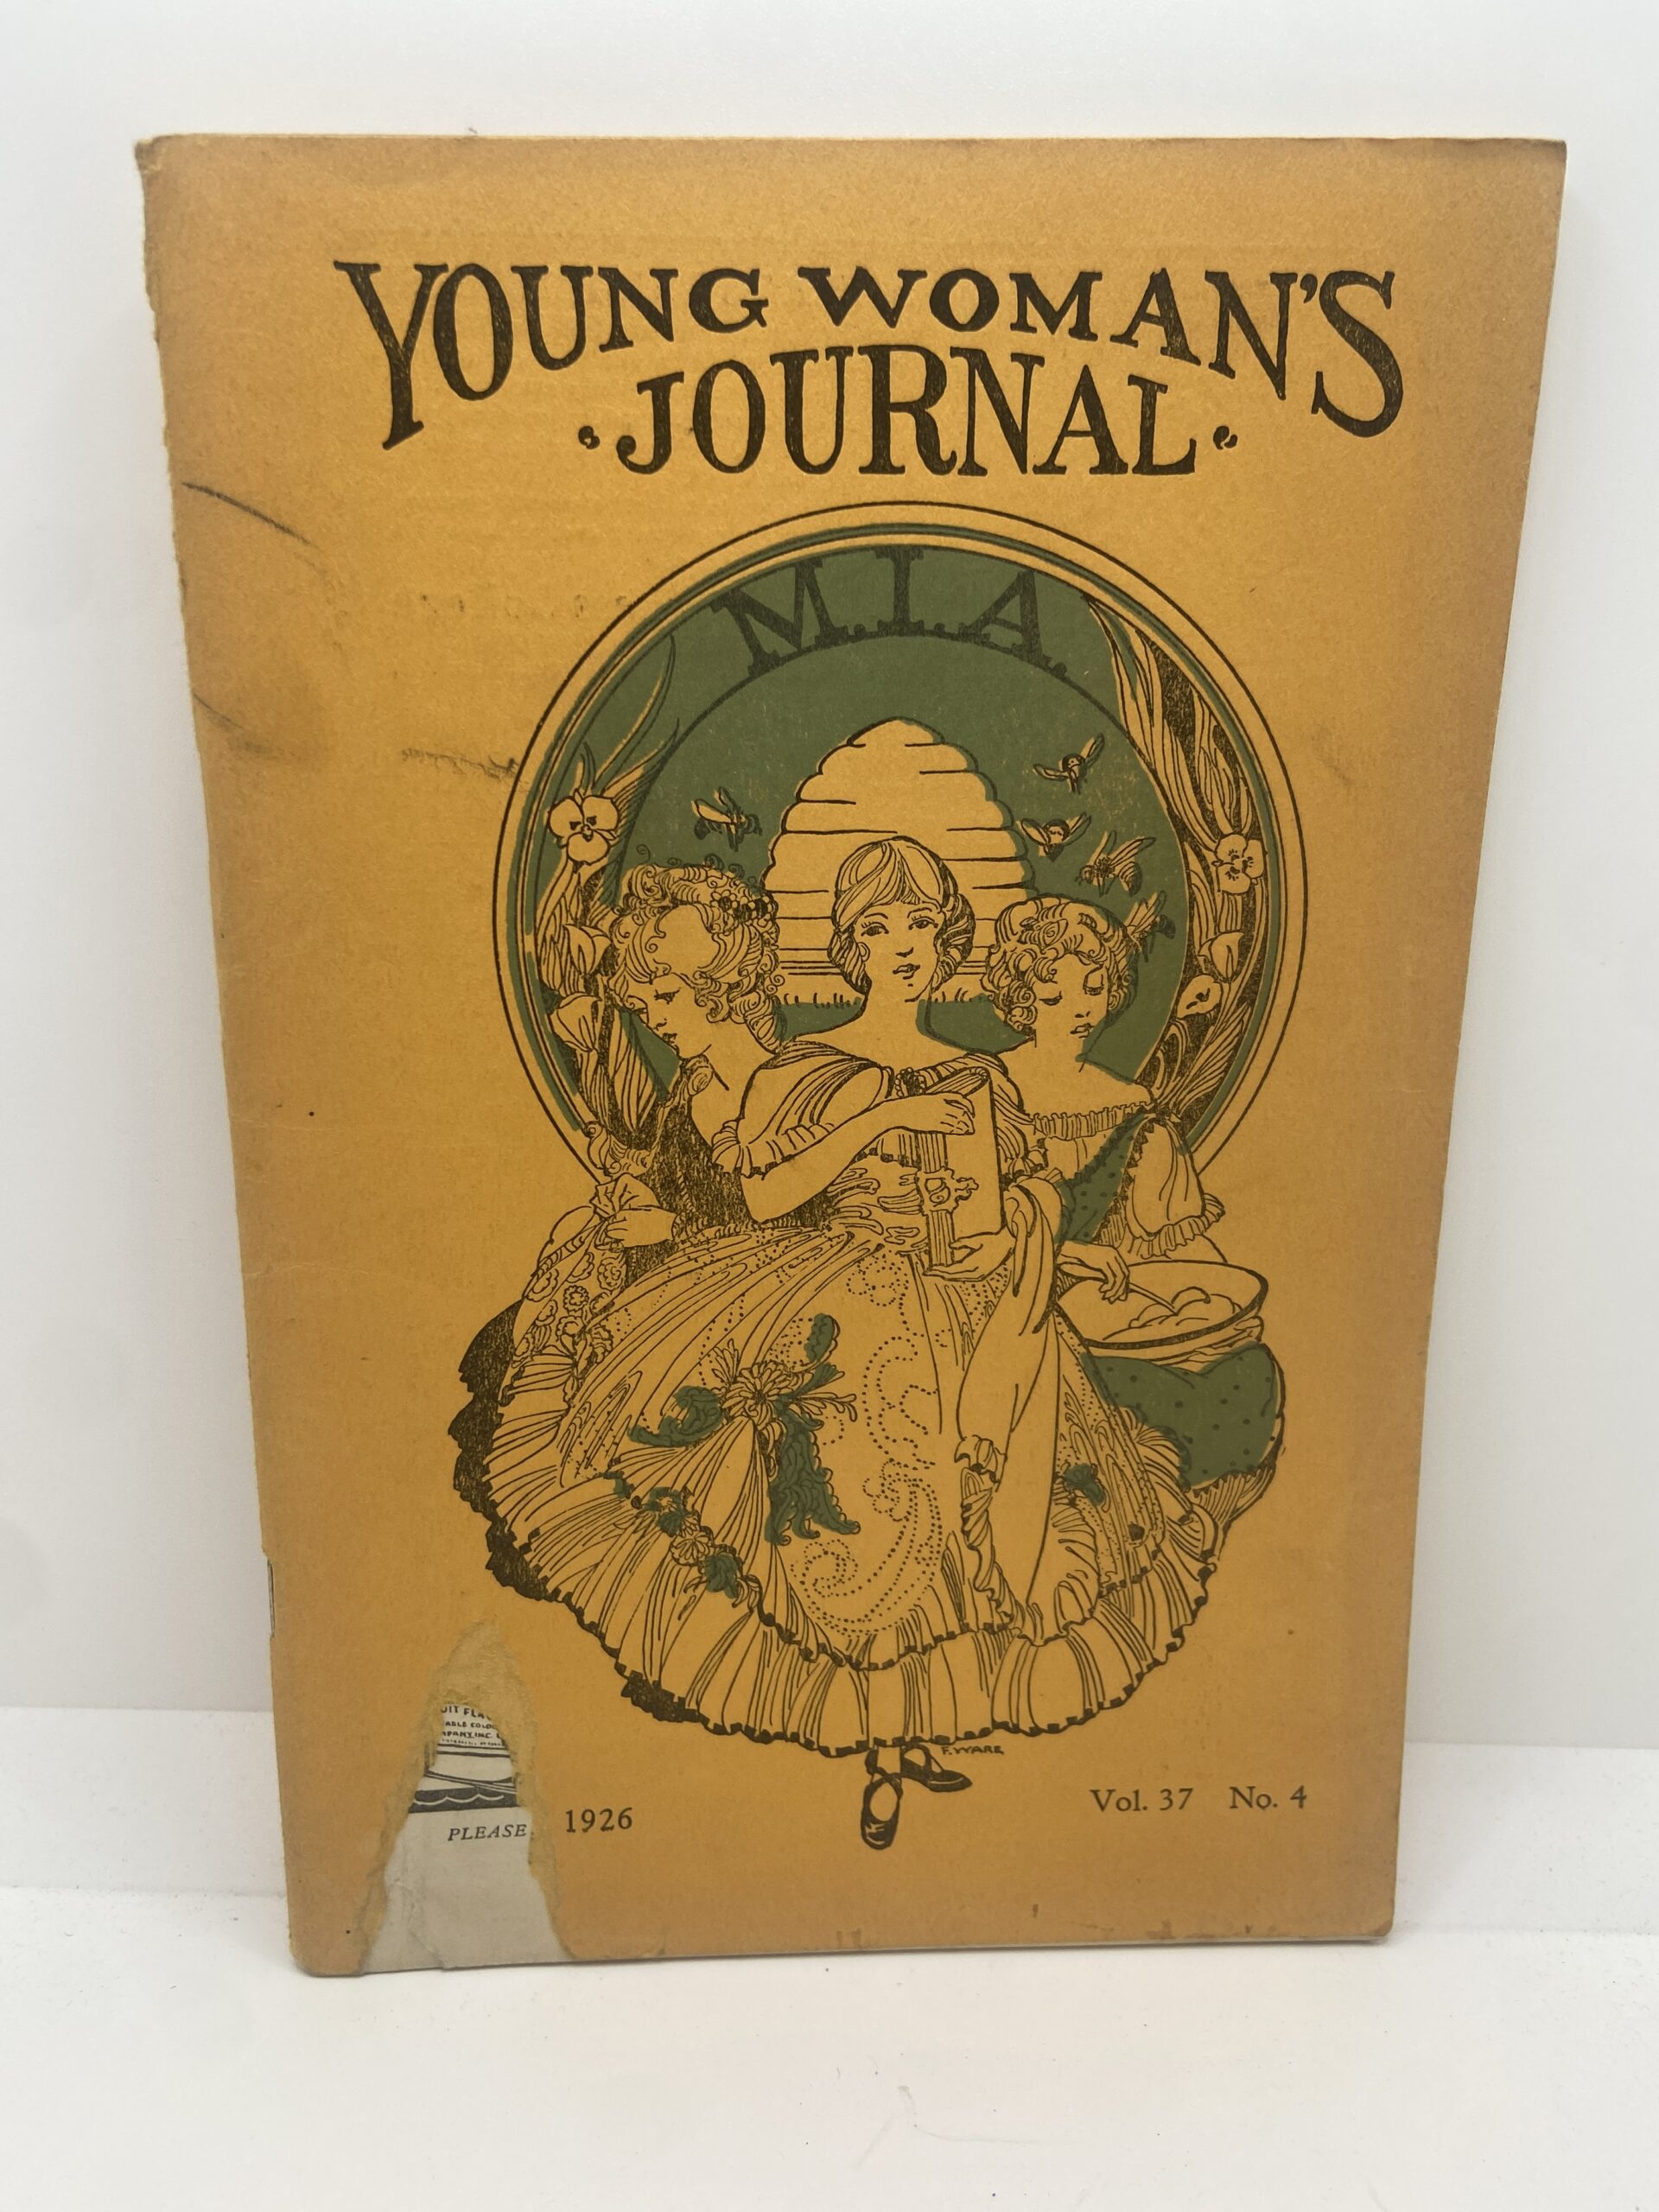 YOUNG WOMAN'S
JOURNAL
M.I.A.
F. WARE
PLEASE
1926
Vol. 37 No. 4